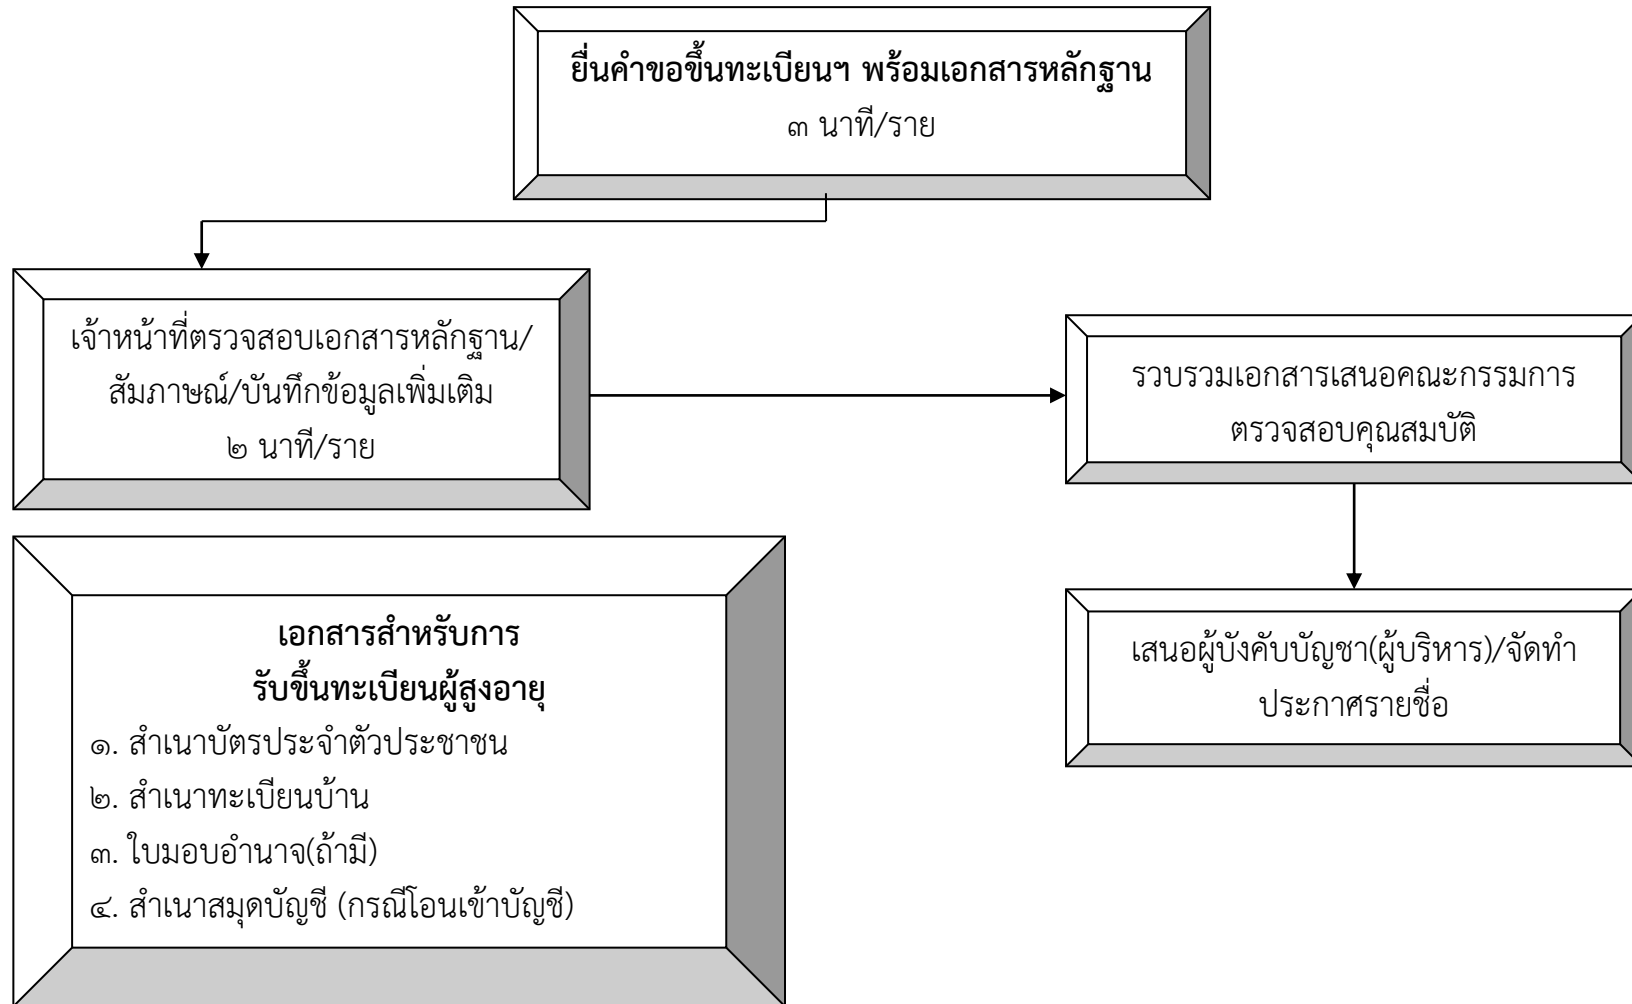 ยื่นคำขอขึ้นทะเบียนฯ พร้อมเอกสารหลักฐาน
๓ นาที/ราย
เจ้าหน้าที่ตรวจสอบเอกสารหลักฐาน/
สัมภาษณ์/บันทึกข้อมูลเพิ่มเติม
๒ นาที/ราย
รวบรวมเอกสารเสนอคณะกรรมการ
ตรวจสอบคุณสมบัติ
เสนอผู้บังคับบัญชา(ผู้บริหาร)/จัดทำ
ประกาศรายชื่อ
เอกสารสำหรับการ
รับขึ้นทะเบียนผู้สูงอายุ
๑. สำเนาบัตรประจำตัวประชาชน
๒. สำเนาทะเบียนบ้าน
๓. ใบมอบอำนาจ(ถ้ามี)
๔. สำเนาสมุดบัญชี (กรณีโอนเข้าบัญชี)